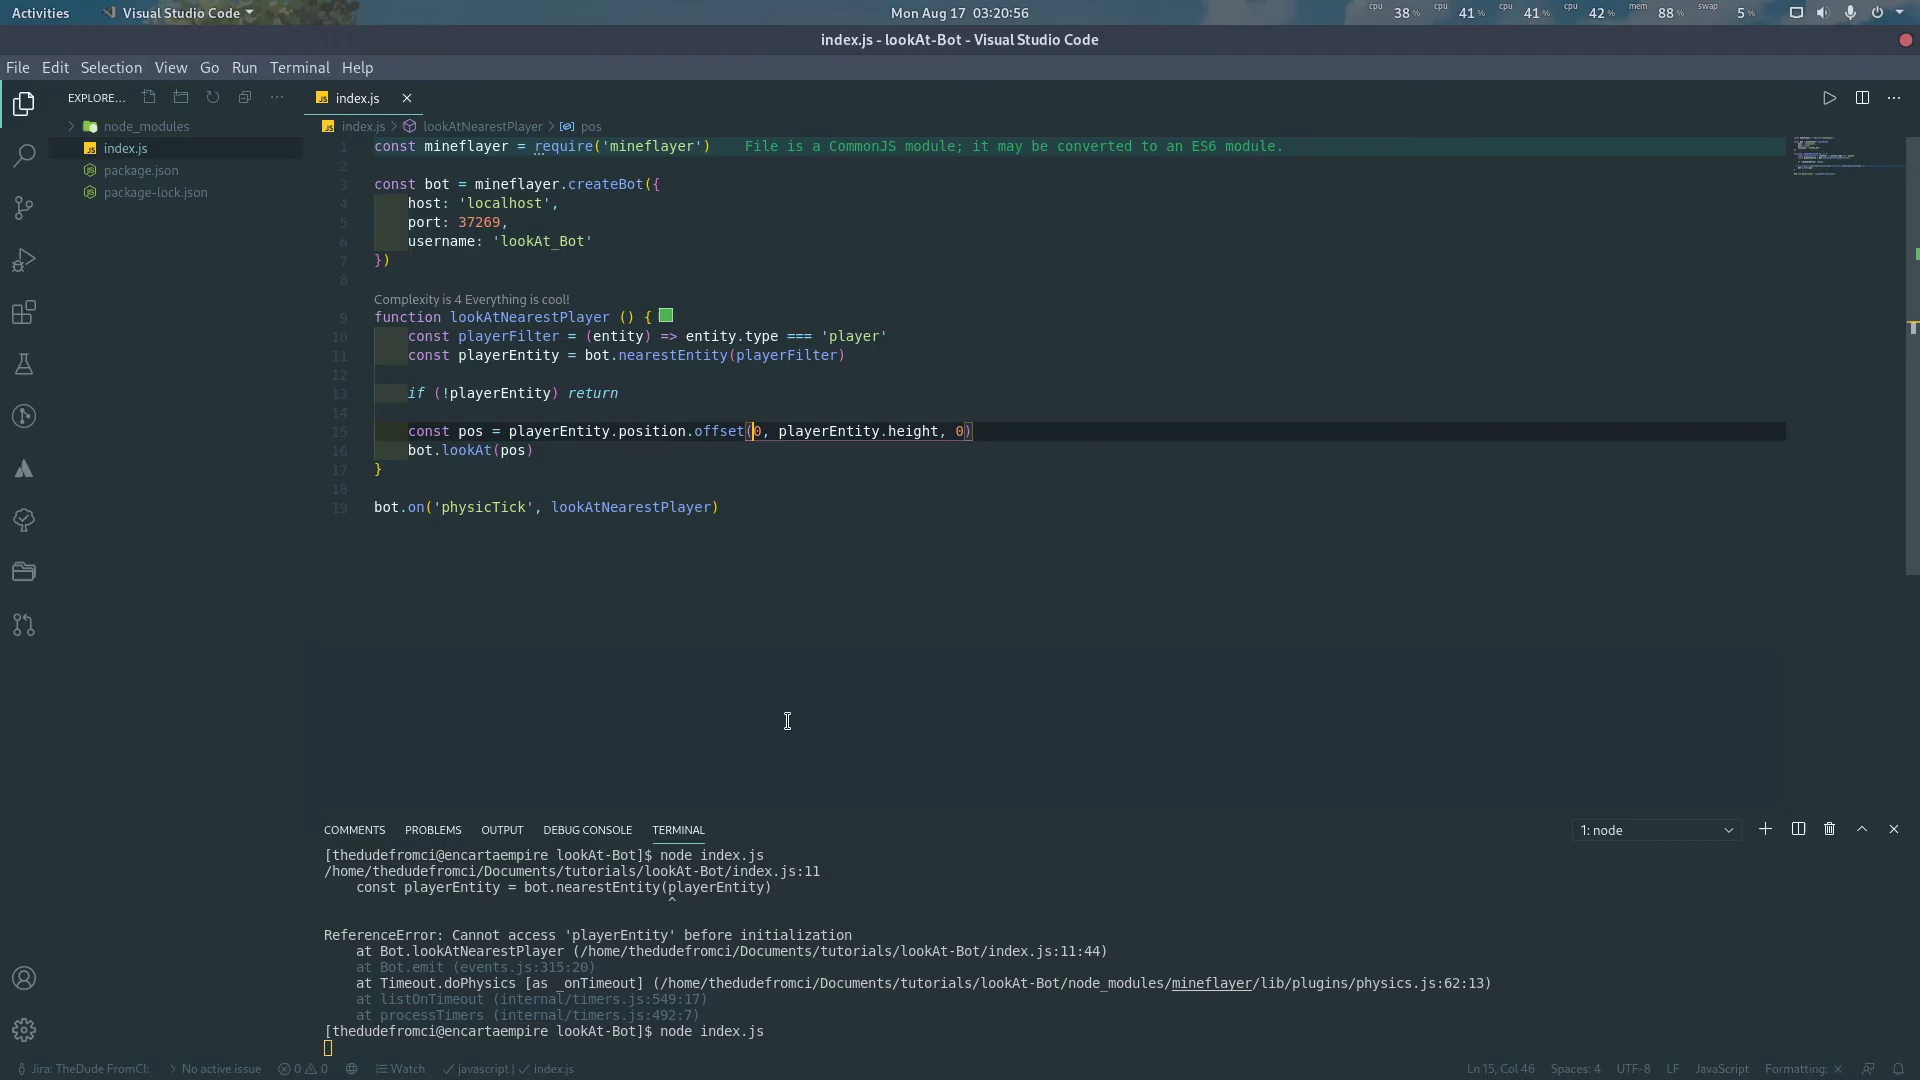 Activities
Visual Studio Code
Mon Aug 17 03:20:56
cpu 38 % cpu 41 % cpu 41 % cpu 42 % mem 88 % swap 5 %
index.js - lookAt-Bot - Visual Studio Code
File Edit Selection View Go Run Terminal Help
EXPLORE...
node_modules
index.js
package.json
package-lock.json
index.js
index.js > lookAtNearestPlayer > pos
1 const mineflayer = require('mineflayer') File is a CommonJS module; it may be converted to an ES6 module.
2
3 const bot = mineflayer.createBot({
4 host: 'localhost',
5 port: 37269,
6 username: 'lookAt_Bot'
7 })
8
Complexity is 4 Everything is cool!
9 function lookAtNearestPlayer () {
10 const playerFilter = (entity) => entity.type === 'player'
11 const playerEntity = bot.nearestEntity(playerFilter)
12
13 if (!playerEntity) return
14
15 const pos = playerEntity.position.offset(0, playerEntity.height, 0)
16 bot.lookAt(pos)
17 }
18
19 bot.on('physicTick', lookAtNearestPlayer)
COMMENTS PROBLEMS OUTPUT DEBUG CONSOLE TERMINAL
1: node
[thedudefromci@encartaempire lookAt-Bot]$ node index.js
/home/thedudefromci/Documents/tutorials/lookAt-Bot/index.js:11
const playerEntity = bot.nearestEntity(playerEntity)
^
ReferenceError: Cannot access 'playerEntity' before initialization
at Bot.lookAtNearestPlayer (/home/thedudefromci/Documents/tutorials/lookAt-Bot/index.js:11:44)
at Bot.emit (events.js:315:20)
at Timeout.doPhysics [as _onTimeout] (/home/thedudefromci/Documents/tutorials/lookAt-Bot/node_modules/mineflayer/lib/plugins/physics.js:62:13)
at listOnTimeout (internal/timers.js:549:17)
at processTimers (internal/timers.js:492:7)
[thedudefromci@encartaempire lookAt-Bot]$ node index.js
Jira: TheDude FromCI: > No active issue 0 0 Watch javascript | index.js
Ln 15, Col 46 Spaces: 4 UTF-8 LF JavaScript Formatting: ×